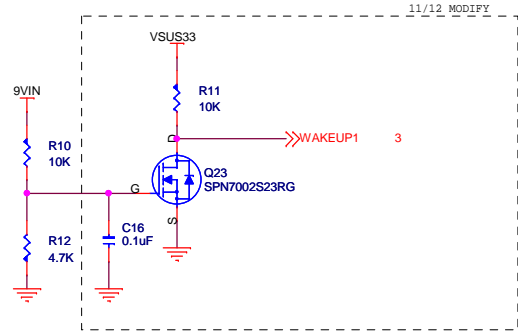 11/12 MODIFY
VSUS33
R11
10K
9VIN
D
WAKEUP1 3
R10
10K
Q23
SPN7002S23RG
G
S
C16
0.1uF
R12
4.7K